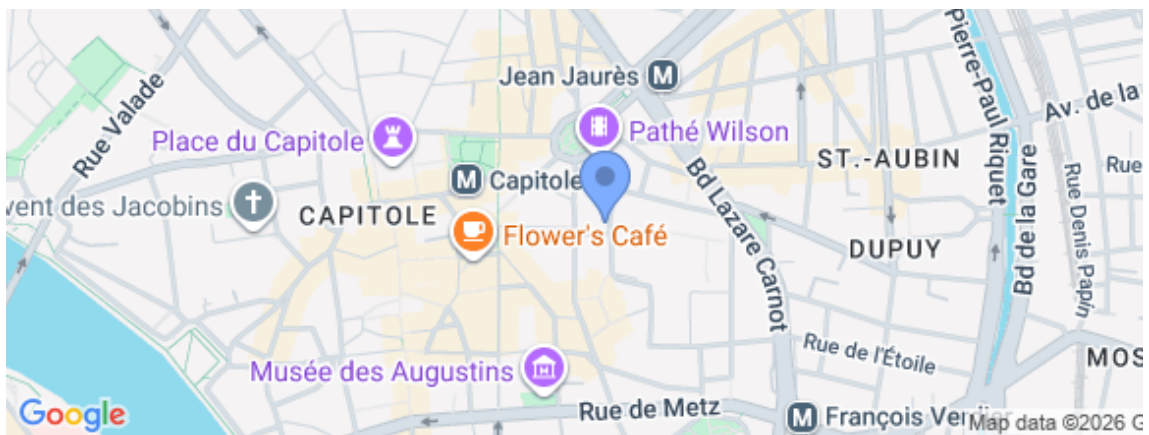 Jean Jaurès
Pierre-Paul Riquet
Av. de la
Rue Valade
Place du Capitole
Pathé Wilson
ST.-AUBIN
Bd de la Gare
Rue
Rue Denis Papin
Capitole
Bd Lazare Carnot
vent des Jacobins
CAPITOLE
Flower's Café
DUPUY
Rue de l'Étoile
MOS
Musée des Augustins
Google
Rue de Metz
François Ver
Map data ©2026 G